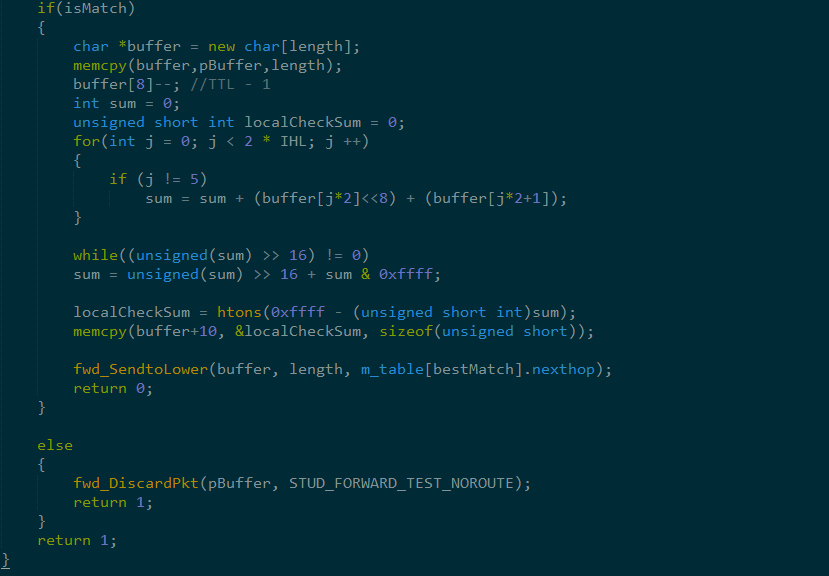 if(isMatch)
{
char *buffer = new char[length];
memcpy(buffer,pBuffer,length);
buffer[8]--; //TTL - 1
int sum = 0;
unsigned short int localCheckSum = 0;
for(int j = 0; j < 2 * IHL; j ++)
{
if (j != 5)
sum = sum + (buffer[j*2]<<8) + (buffer[j*2+1]);
}
while((unsigned(sum) >> 16) != 0)
sum = unsigned(sum) >> 16 + sum & 0xffff;
localCheckSum = htons(0xffff - (unsigned short int)sum);
memcpy(buffer+10, &localCheckSum, sizeof(unsigned short));
fwd_SendtoLower(buffer, length, m_table[bestMatch].nexthop);
return 0;
}
else
{
fwd_DiscardPkt(pBuffer, STUD_FORWARD_TEST_NOROUTE);
return 1;
}
return 1;
}